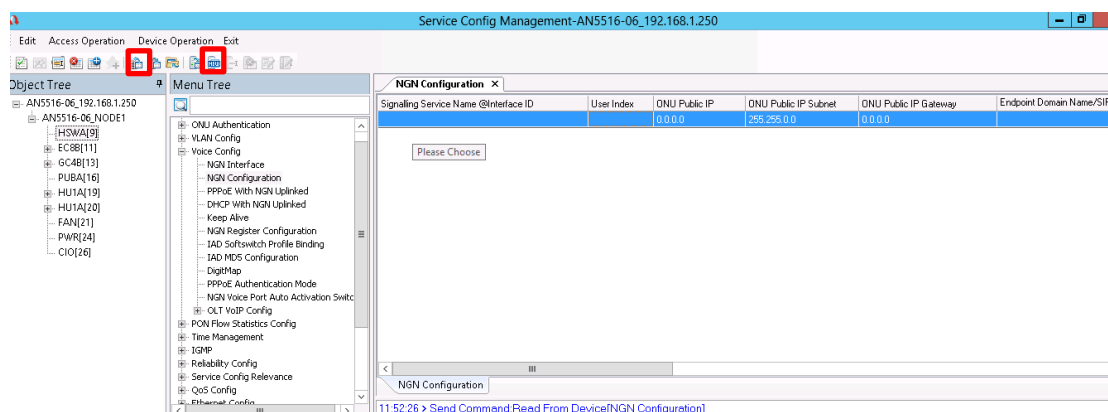 Service Config Management-AN5516-06_192.168.1.250
Edit Access Operation Device Operation Exit
Object Tree
AN5516-06_192.168.1.250
AN5516-06_NODE1
HSWA[9]
EC8B[11]
GC4B[13]
PUBA[16]
HU1A[19]
HU1A[20]
FAN[21]
PWR[24]
CIO[26]
Menu Tree
ONU Authentication
VLAN Config
Voice Config
NGN Interface
NGN Configuration
PPPoE With NGN Uplinked
DHCP With NGN Uplinked
Keep Alive
NGN Register Configuration
IAD Softswitch Profile Binding
IAD MD5 Configuration
DigitMap
PPPoE Authentication Mode
NGN Voice Port Auto Activation Switc
OLT VoIP Config
PON Flow Statistics Config
Time Management
IGMP
Reliability Config
Service Config Relevance
QoS Config
Ethernet Config
NGN Configuration ×
Signalling Service Name @Interface ID User Index ONU Public IP ONU Public IP Subnet ONU Public IP Gateway Endpoint Domain Name/SIP
0.0.0.0 255.255.0.0 0.0.0.0
Please Choose
NGN Configuration
11:52:26 > Send Command:Read From Device[NGN Configuration]